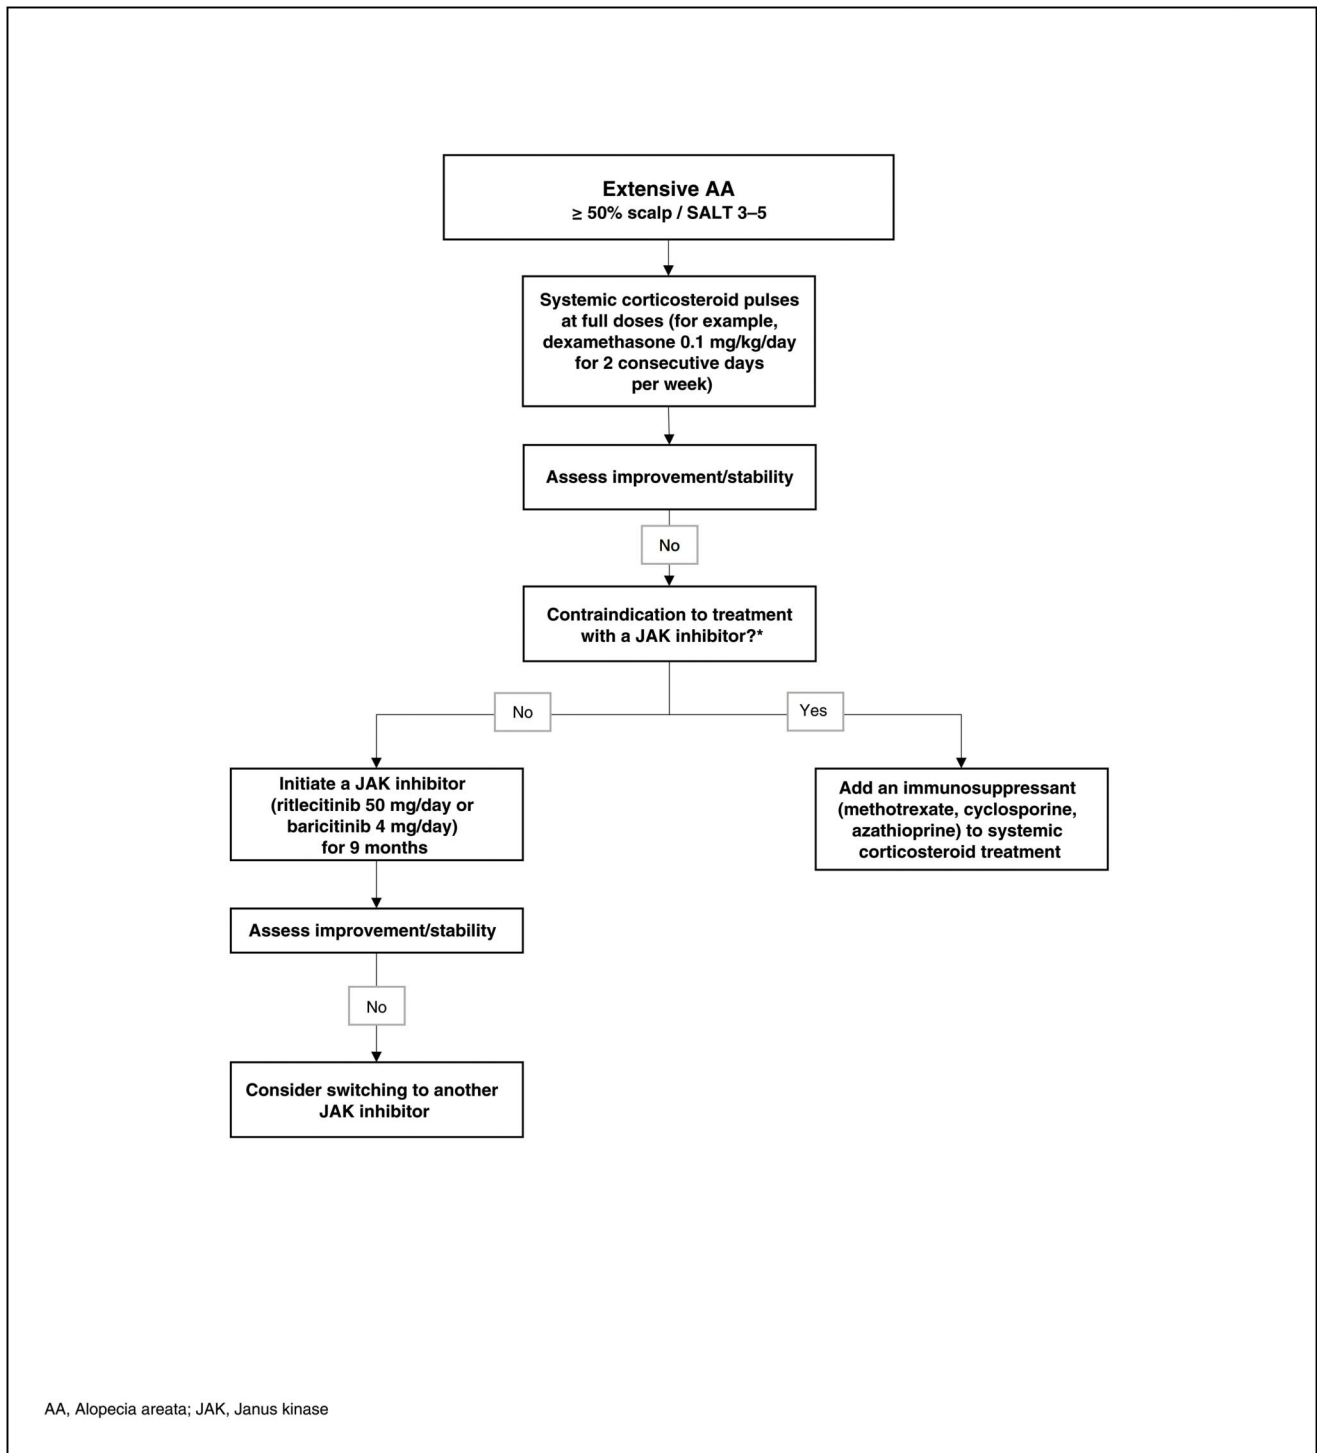 Extensive AA
≥ 50% scalp / SALT 3–5
Systemic corticosteroid pulses
at full doses (for example,
dexamethasone 0.1 mg/kg/day
for 2 consecutive days
per week)
Assess improvement/stability
No
Contraindication to treatment
with a JAK inhibitor?*
No
Yes
Initiate a JAK inhibitor
(ritlecitinib 50 mg/day or
baricitinib 4 mg/day)
for 9 months
Add an immunosuppressant
(methotrexate, cyclosporine,
azathioprine) to systemic
corticosteroid treatment
Assess improvement/stability
No
Consider switching to another
JAK inhibitor
AA, Alopecia areata; JAK, Janus kinase